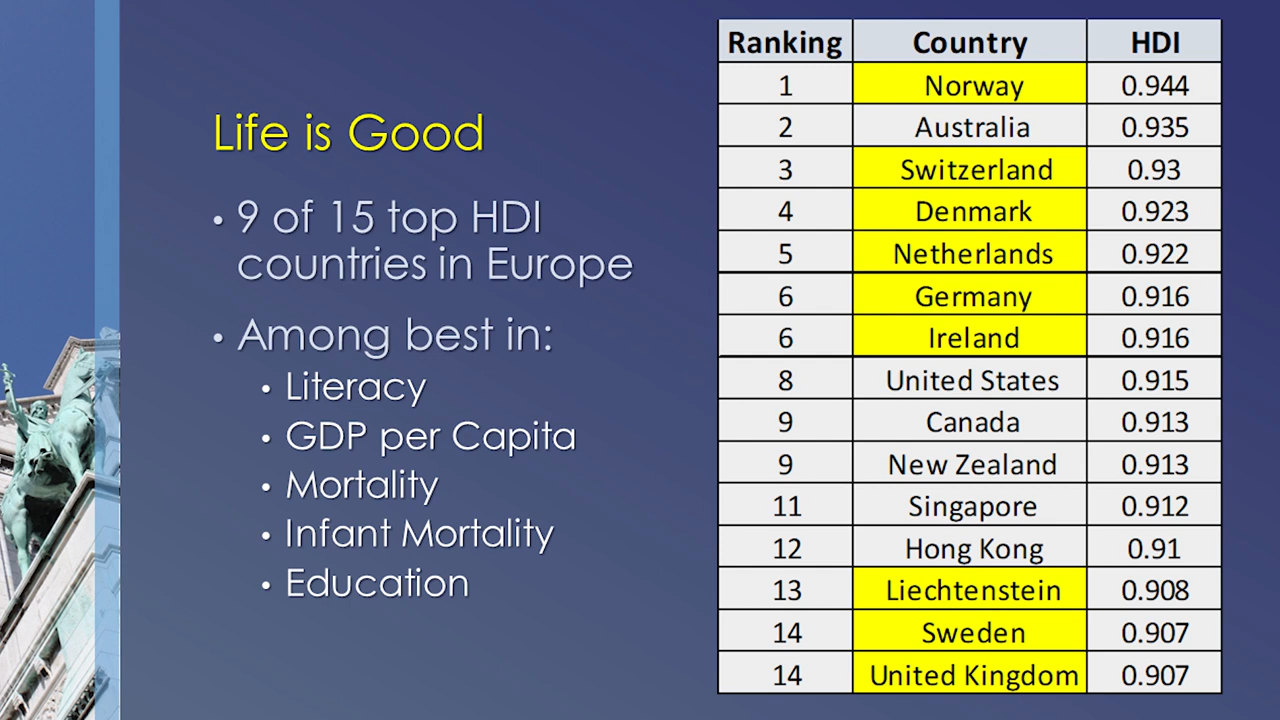 Life is Good
• 9 of 15 top HDI
countries in Europe
• Among best in:
• Literacy
• GDP per Capita
• Mortality
• Infant Mortality
• Education
Ranking Country HDI
1 Norway 0.944
2 Australia 0.935
3 Switzerland 0.93
4 Denmark 0.923
5 Netherlands 0.922
6 Germany 0.916
6 Ireland 0.916
8 United States 0.915
9 Canada 0.913
9 New Zealand 0.913
11 Singapore 0.912
12 Hong Kong 0.91
13 Liechtenstein 0.908
14 Sweden 0.907
14 United Kingdom 0.907